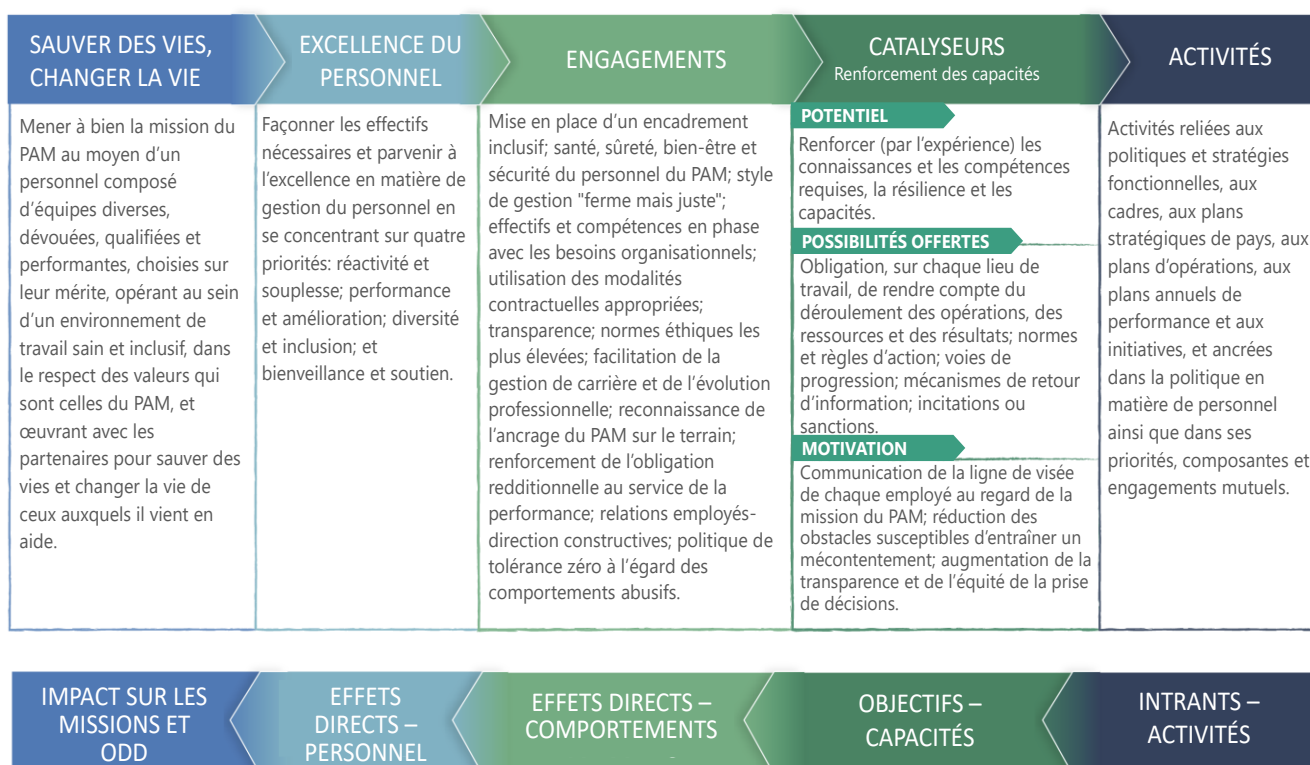 SAUVER DES VIES,
CHANGER LA VIE
Mener à bien la mission du
PAM au moyen d'un
personnel composé
d'équipes diverses,
dévouées, qualifiées et
performantes, choisies sur
leur mérite, opérant au sein
d'un environnement de
travail sain et inclusif, dans
le respect des valeurs qui
sont celles du PAM, et
œuvrant avec les
partenaires pour sauver des
vies et changer la vie de
ceux auxquels il vient en
aide.
EXCELLENCE DU
PERSONNEL
Façonner les effectifs
nécessaires et parvenir à
l'excellence en matière de
gestion du personnel en
se concentrant sur quatre
priorités: réactivité et
souplesse; performance
et amélioration; diversité
et inclusion; et
bienveillance et soutien.
ENGAGEMENTS
Mise en place d'un encadrement
inclusif; santé, sûreté, bien-être et
sécurité du personnel du PAM; style
de gestion "ferme mais juste";
effectifs et compétences en phase
avec les besoins organisationnels;
utilisation des modalités
contractuelles appropriées;
transparence; normes éthiques les
plus élevées; facilitation de la
gestion de carrière et de l'évolution
professionnelle; reconnaissance de
l'ancrage du PAM sur le terrain;
renforcement de l'obligation
redditionnelle au service de la
performance; relations employés-
direction constructives; politique de
tolérance zéro à l'égard des
comportements abusifs.
CATALYSEURS
Renforcement des capacités
POTENTIEL
Renforcer (par l'expérience) les
connaissances et les compétences
requises, la résilience et les
capacités.
POSSIBILITÉS OFFERTES
Obligation, sur chaque lieu de
travail, de rendre compte du
déroulement des opérations, des
ressources et des résultats; normes
et règles d'action; voies de
progression; mécanismes de retour
d'information; incitations ou
sanctions.
MOTIVATION
Communication de la ligne de visée
de chaque employé au regard de la
mission du PAM; réduction des
obstacles susceptibles d'entraîner un
mécontentement; augmentation de la
transparence et de l'équité de la prise
de décisions.
ACTIVITÉS
Activités reliées aux
politiques et stratégies
fonctionnelles, aux
cadres, aux plans
stratégiques de pays, aux
plans d'opérations, aux
plans annuels de
performance et aux
initiatives, et ancrées
dans la politique en
matière de personnel
ainsi que dans ses
priorités, composantes et
engagements mutuels.
IMPACT SUR LES
MISSIONS ET
ODD
EFFETS
DIRECTS –
PERSONNEL
EFFETS DIRECTS –
COMPORTEMENTS
OBJECTIFS –
CAPACITÉS
INTRANTS –
ACTIVITÉS